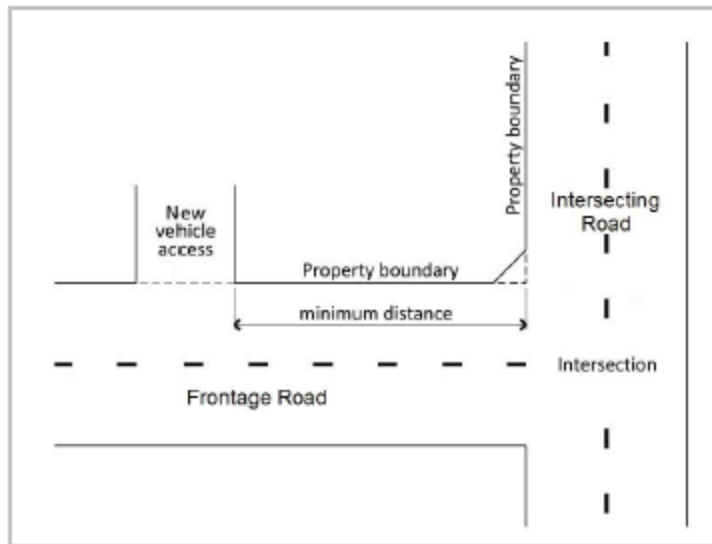 Property boundary
Intersecting
Road
New
vehicle
access
Property boundary
minimum distance
Intersection
Frontage Road